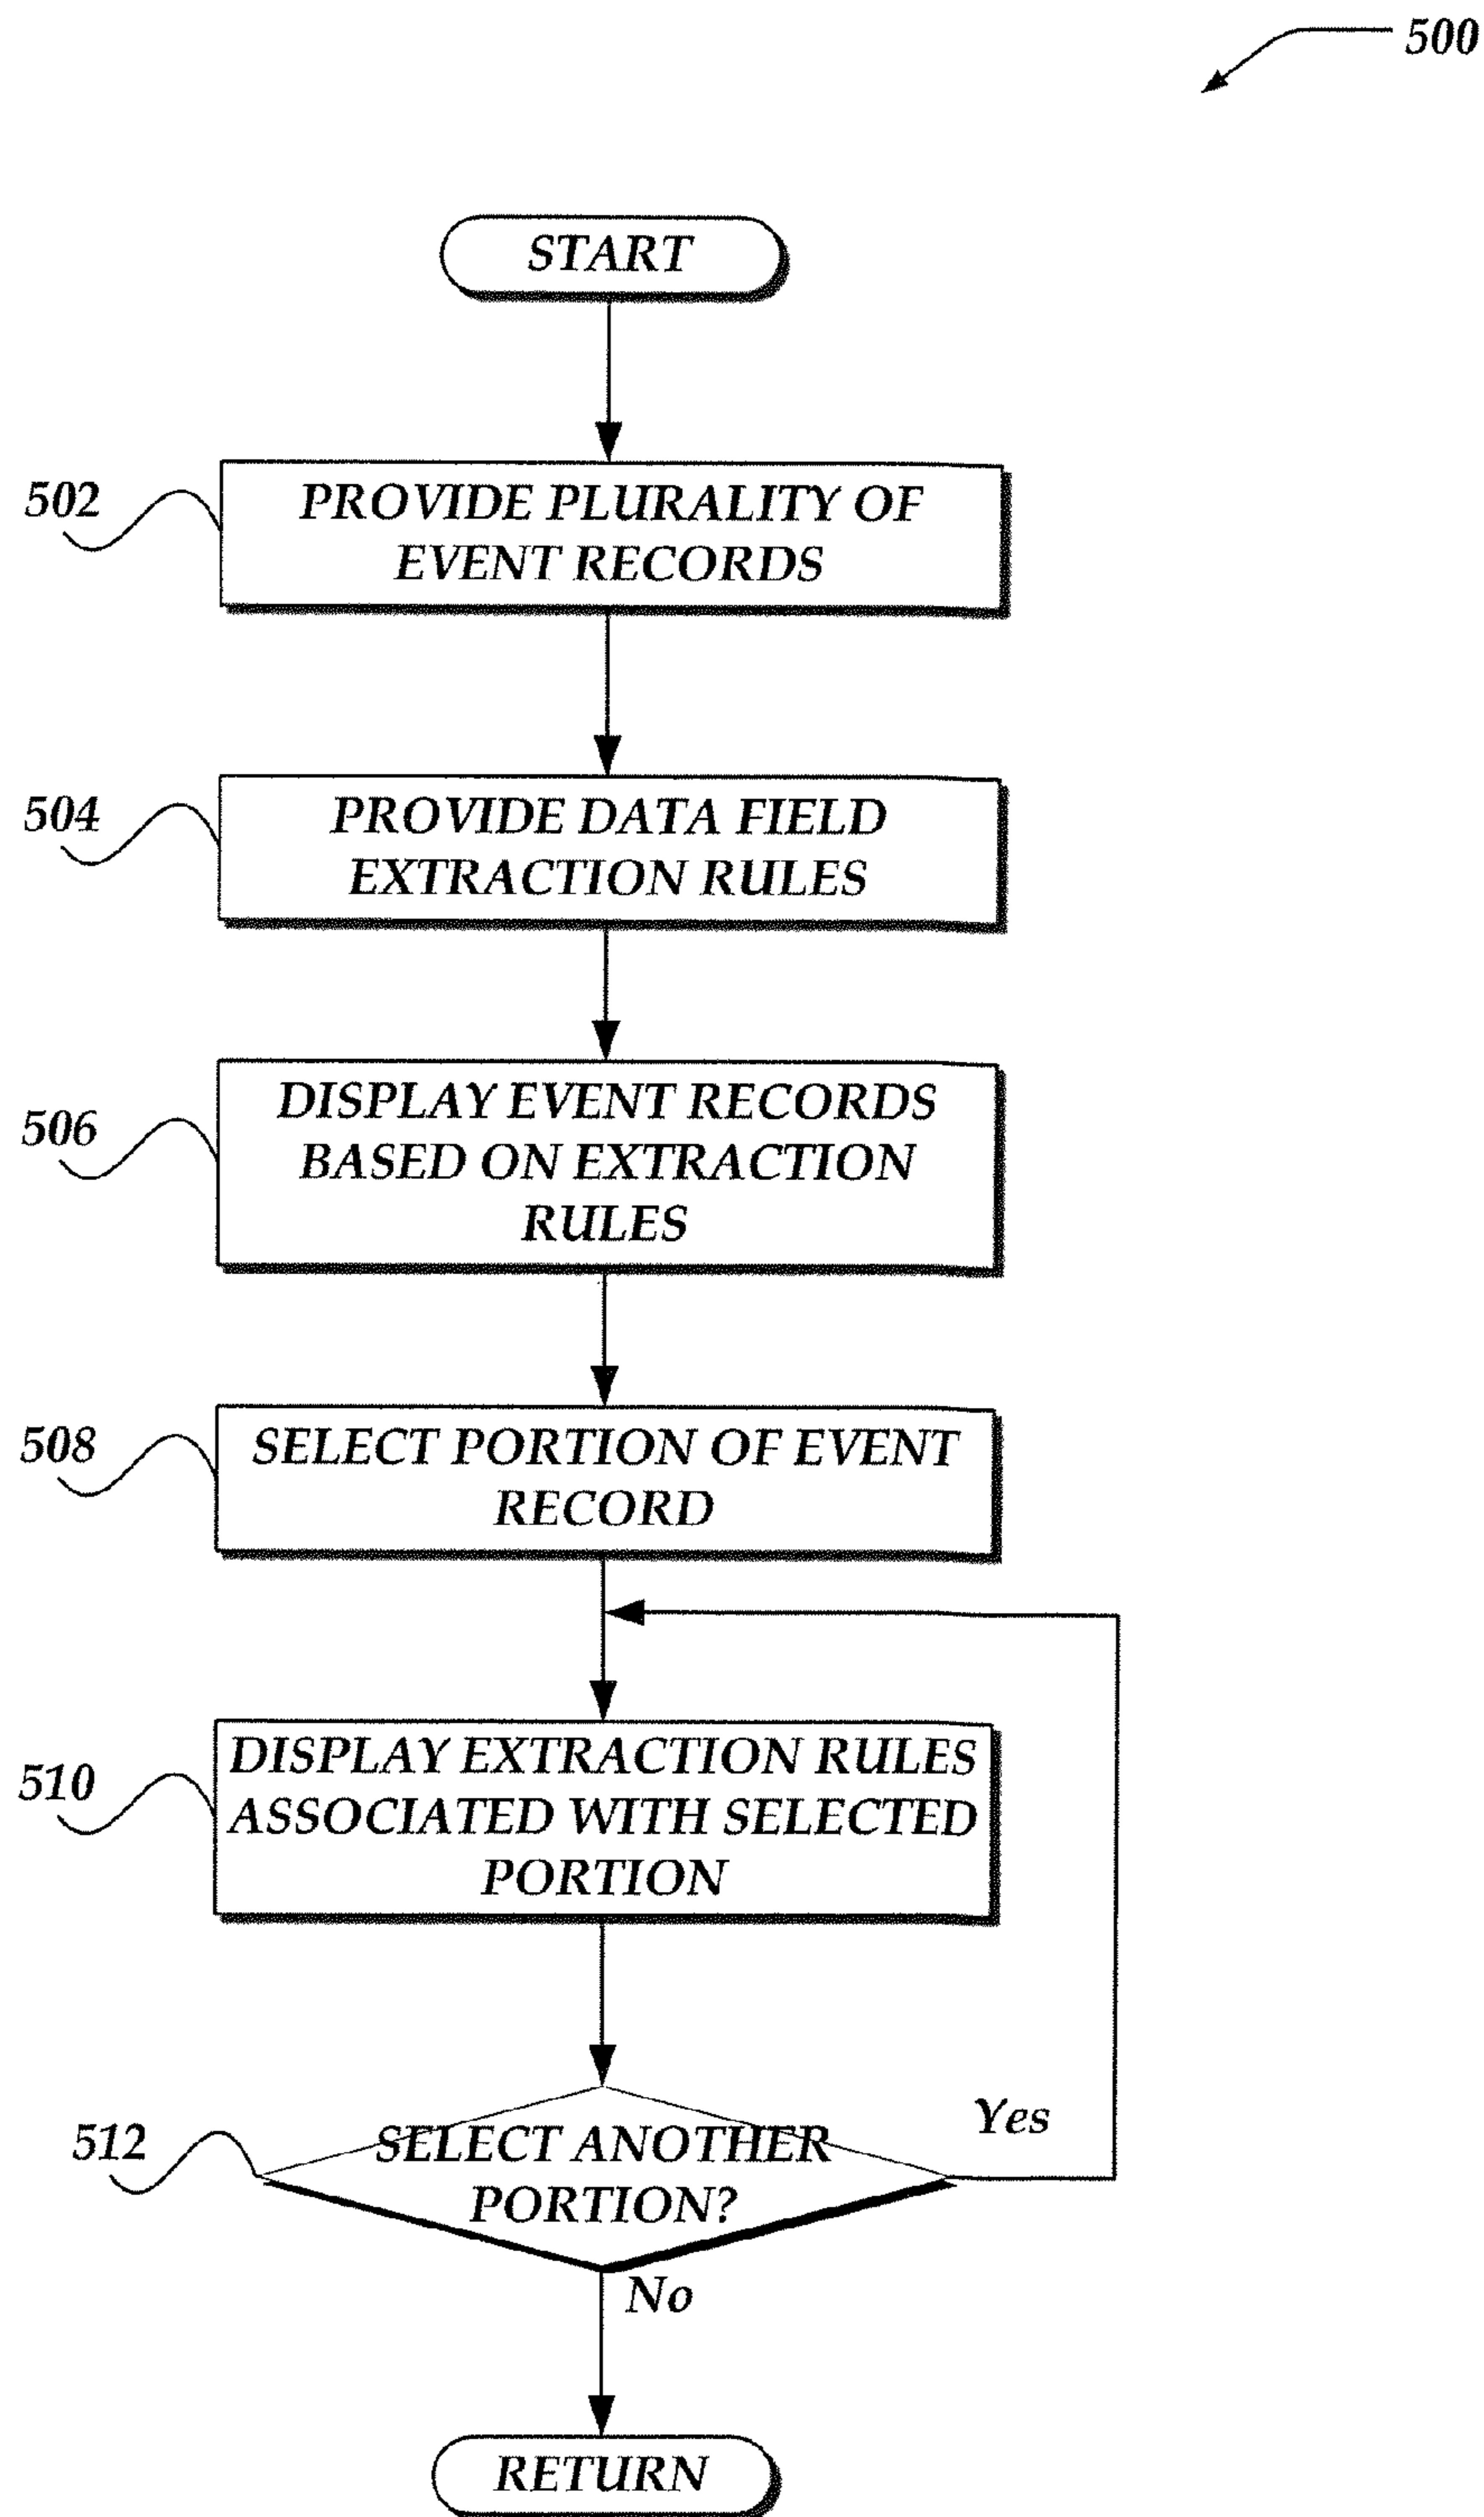 500
START
502
PROVIDE PLURALITY OF
EVENT RECORDS
504
PROVIDE DATA FIELD
EXTRACTION RULES
506
DISPLAY EVENT RECORDS
BASED ON EXTRACTION
RULES
508
SELECT PORTION OF EVENT
RECORD
510
DISPLAY EXTRACTION RULES
ASSOCIATED WITH SELECTED
PORTION
512
SELECT ANOTHER
PORTION?
Yes
No
RETURN